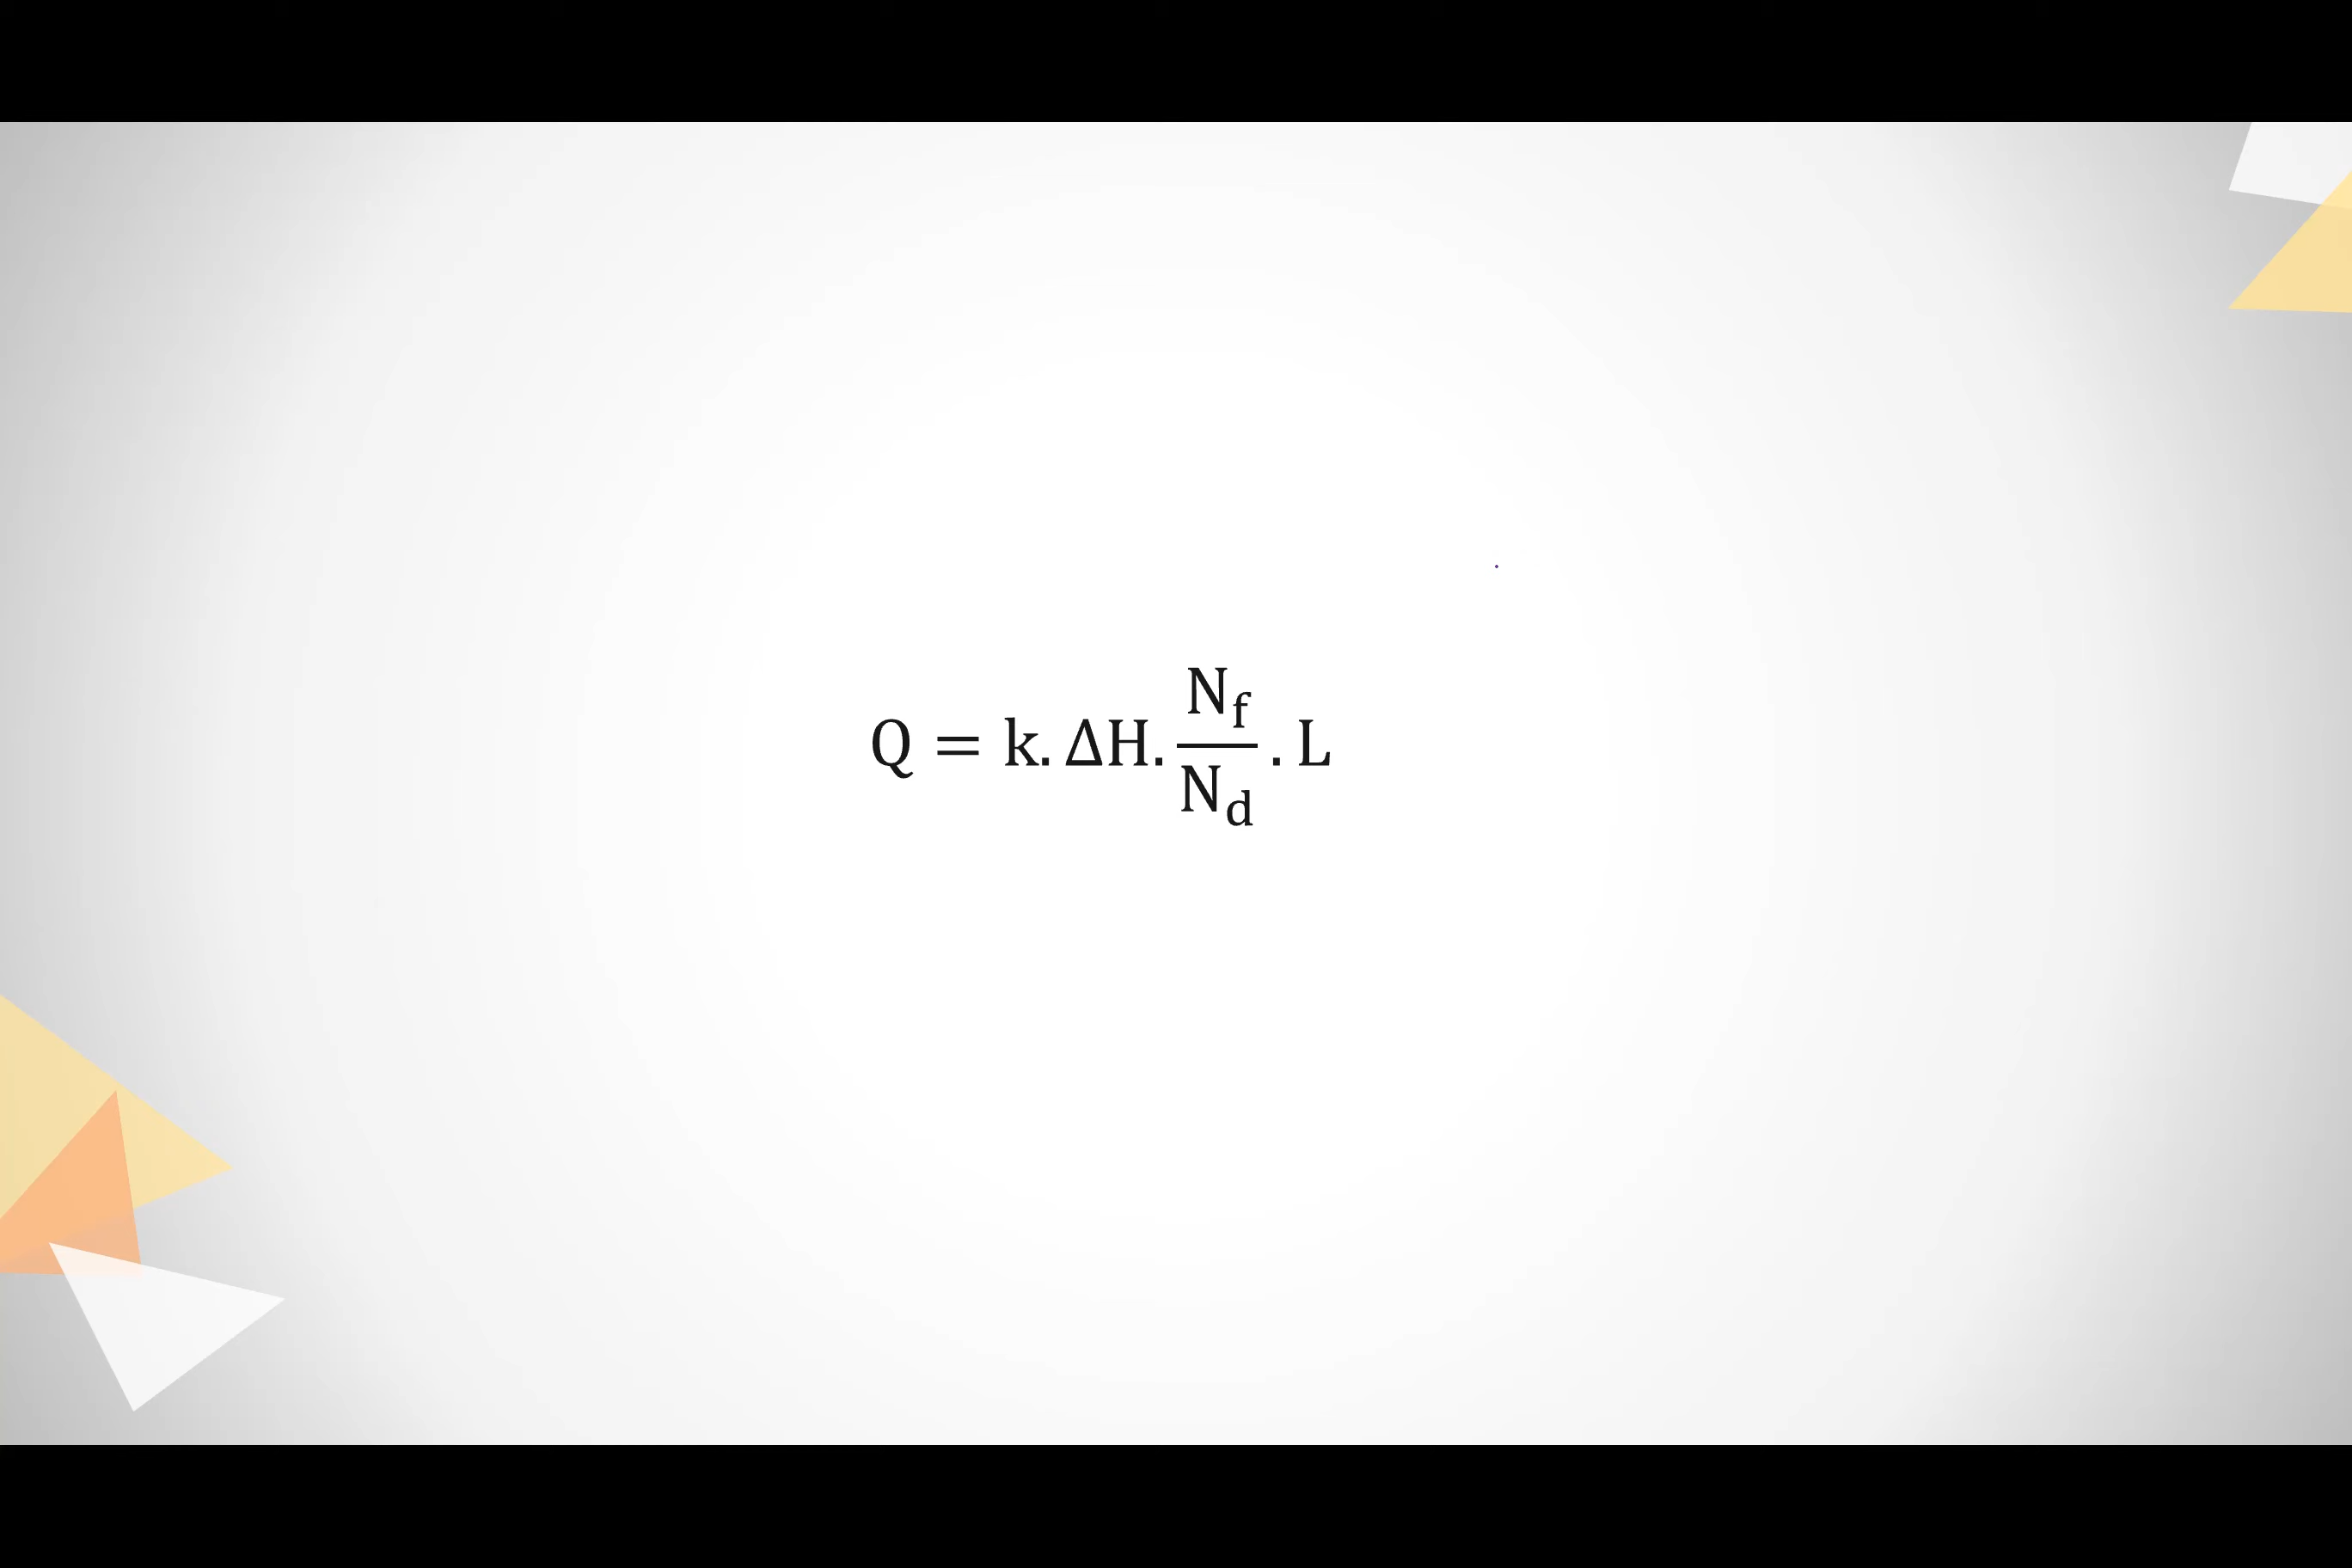 Q = k. ΔH. N_f/N_d . L